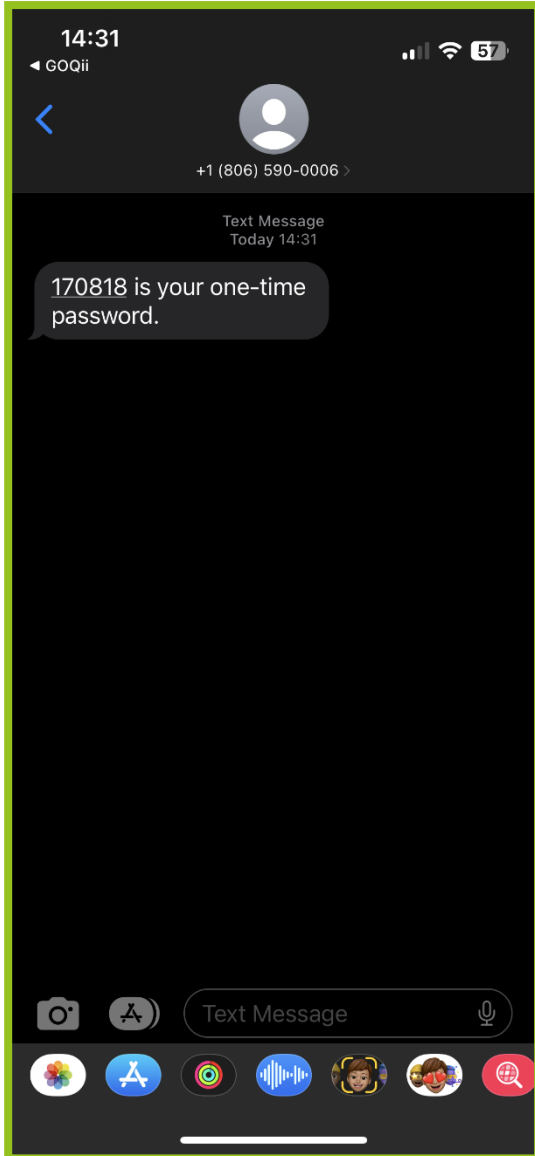 14:31
57
◀ GOQii
+1 (806) 590-0006 >
Text Message
Today 14:31
170818 is your one-time
password.
Text Message